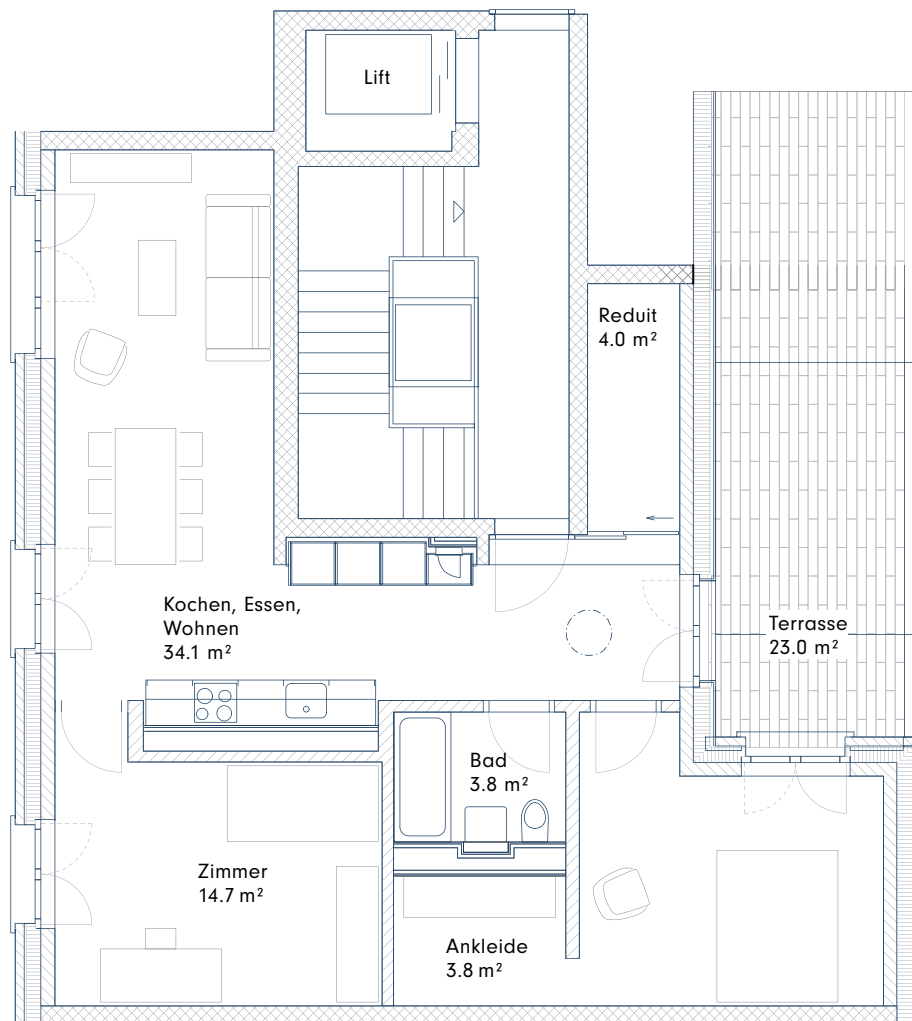 Lift
Reduit
4.0 m²
Kochen, Essen,
Wohnen
34.1 m²
Terrasse
23.0 m²
Bad
3.8 m²
Zimmer
14.7 m²
Ankleide
3.8 m²